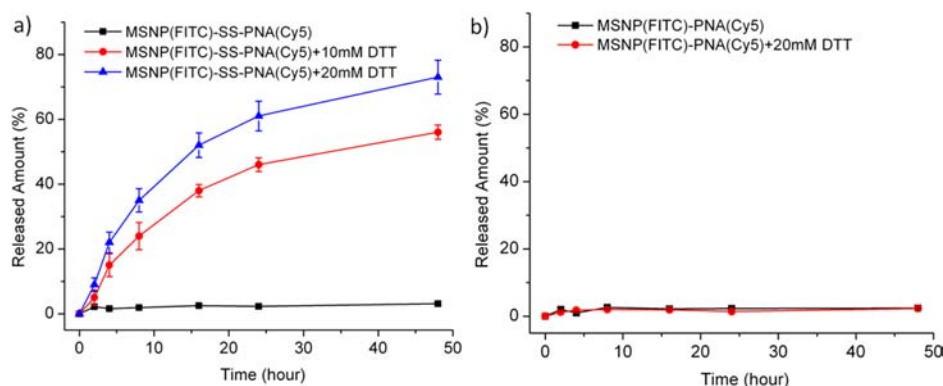 a)
MSNP(FITC)-SS-PNA(Cy5)
MSNP(FITC)-SS-PNA(Cy5)+10mM DTT
MSNP(FITC)-SS-PNA(Cy5)+20mM DTT
80
60
40
20
0
Released Amount (%)
0 10 20 30 40 50
Time (hour)
b)
MSNP(FITC)-PNA(Cy5)
MSNP(FITC)-PNA(Cy5)+20mM DTT
80
60
40
20
0
Released Amount (%)
0 10 20 30 40 50
Time (hour)